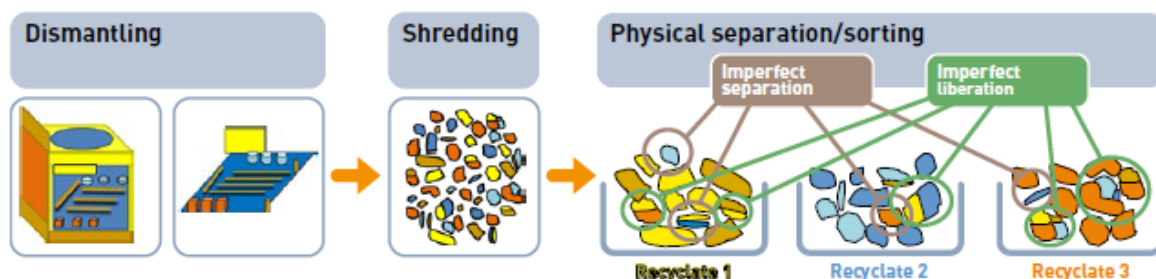 Dismantling
Shredding
Physical separation/sorting
Imperfect
separation
Imperfect
liberation
Recyclate 1
Recyclate 2
Recyclate 3